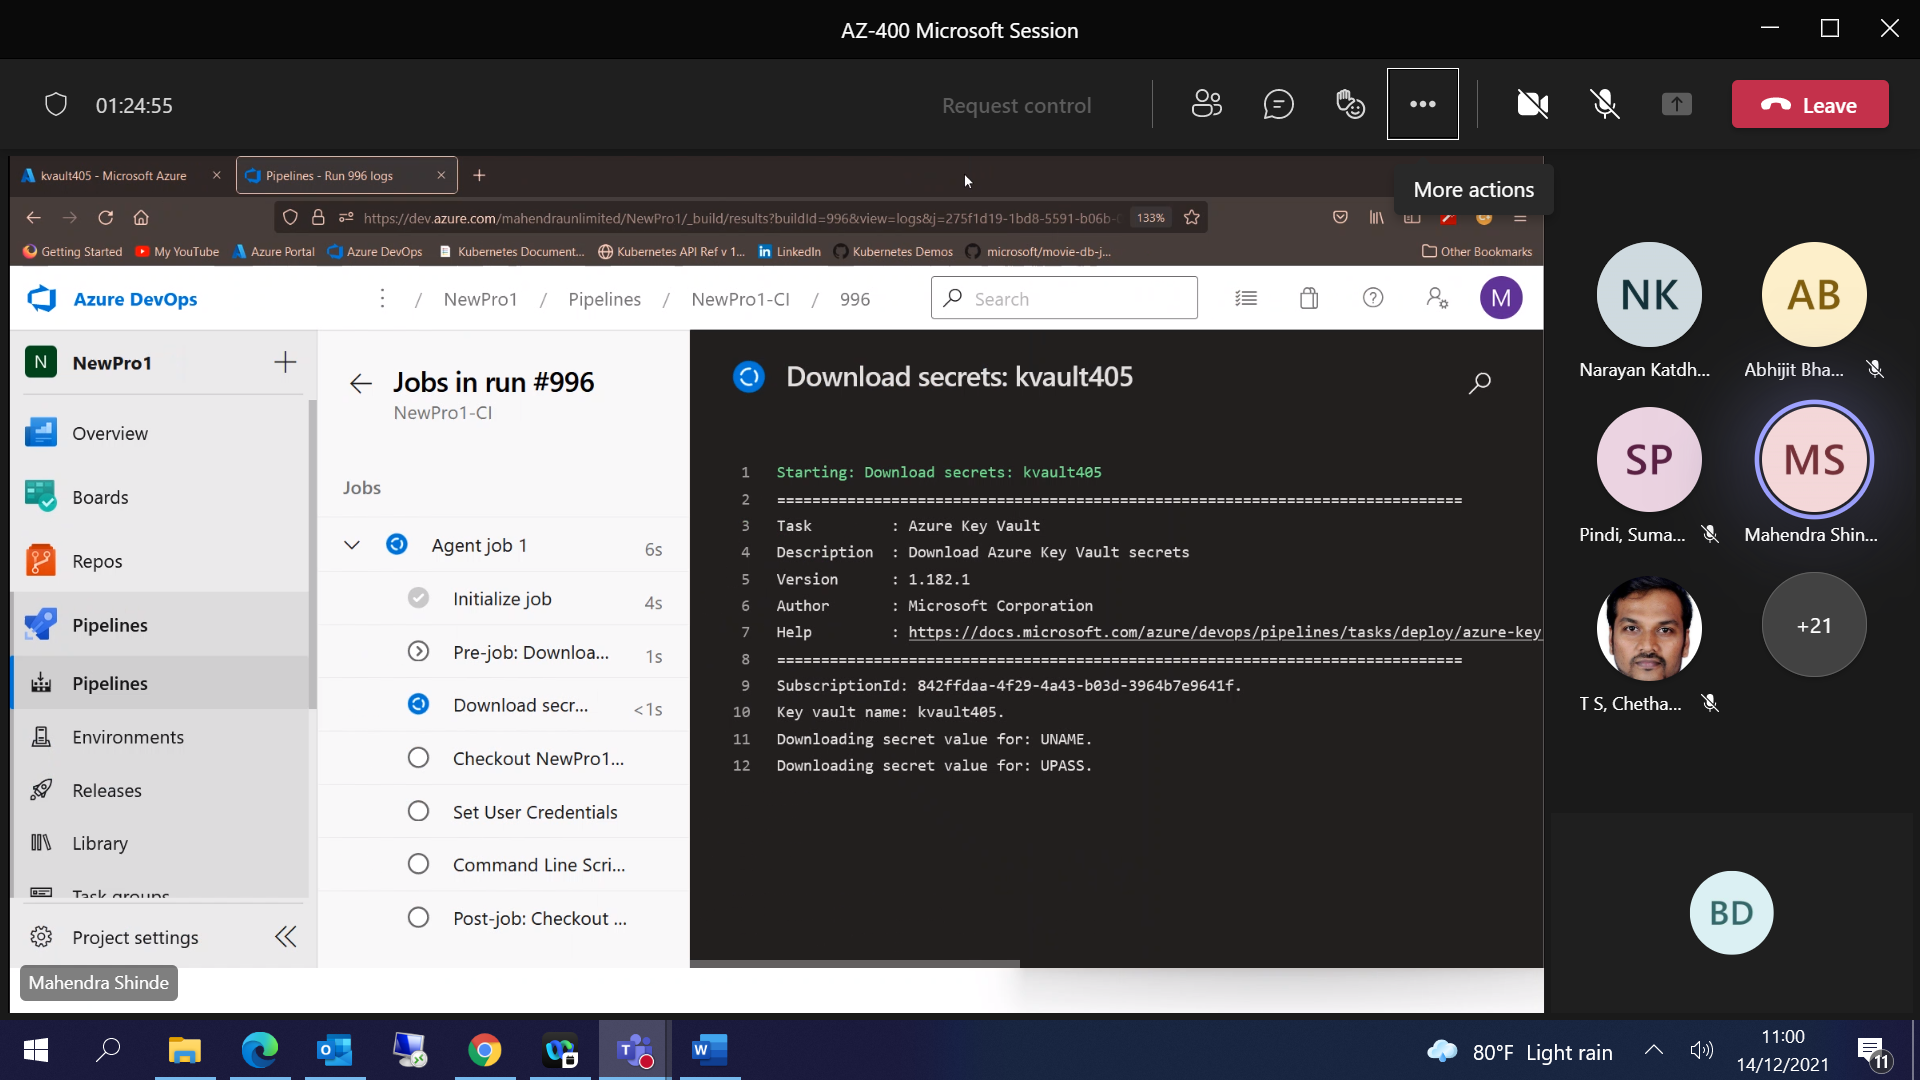 AZ-400 Microsoft Session
01:24:55
Request control
Leave
kvault405 - Microsoft Azure
Pipelines - Run 996 logs
More actions
https://dev.azure.com/mahendraunlimited/NewPro1/_build/results?buildId=996&view=logs&j=275f1d19-1bd8-5591-b06b-
133%
Getting Started
My YouTube
Azure Portal
Azure DevOps
Kubernetes Document...
Kubernetes API Ref v 1...
LinkedIn
Kubernetes Demos
microsoft/movie-db-j...
Other Bookmarks
Azure DevOps
/ NewPro1 / Pipelines / NewPro1-CI / 996
Search
M
N NewPro1
Overview
Boards
Repos
Pipelines
Pipelines
Environments
Releases
Library
Task groups
Project settings
Mahendra Shinde
Jobs in run #996
NewPro1-CI
Jobs
Agent job 1 6s
Initialize job 4s
Pre-job: Downloa... 1s
Download secr... <1s
Checkout NewPro1...
Set User Credentials
Command Line Scri...
Post-job: Checkout ...
Download secrets: kvault405
1 Starting: Download secrets: kvault405
2 ==============================================================================
3 Task : Azure Key Vault
4 Description : Download Azure Key Vault secrets
5 Version : 1.182.1
6 Author : Microsoft Corporation
7 Help : https://docs.microsoft.com/azure/devops/pipelines/tasks/deploy/azure-key
8 ==============================================================================
9 SubscriptionId: 842ffdaa-4f29-4a43-b03d-3964b7e9641f.
10 Key vault name: kvault405.
11 Downloading secret value for: UNAME.
12 Downloading secret value for: UPASS.
NK
Narayan Katdh...
AB
Abhijit Bha...
SP
Pindi, Suma...
MS
Mahendra Shin...
T S, Chetha...
+21
BD
80°F Light rain
11:00
14/12/2021
11